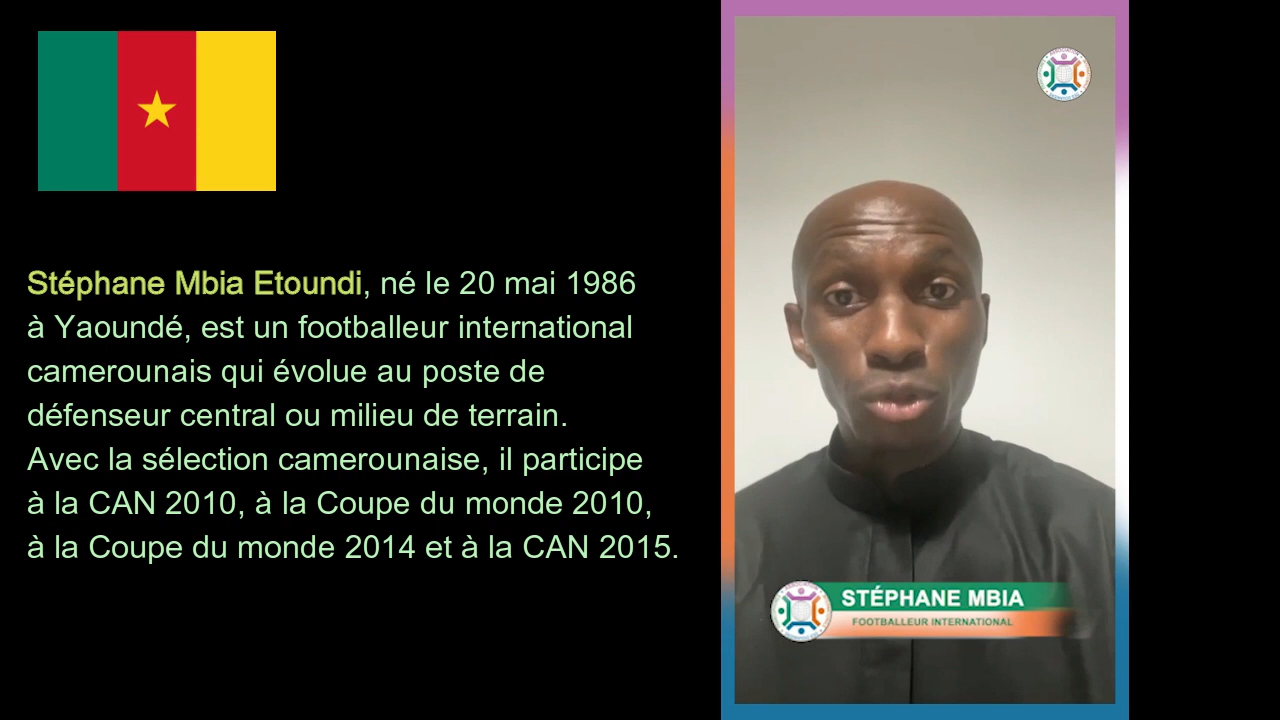 Stéphane Mbia Etoundi, né le 20 mai 1986
à Yaoundé, est un footballeur international
camerounais qui évolue au poste de
défenseur central ou milieu de terrain.
Avec la sélection camerounaise, il participe
à la CAN 2010, à la Coupe du monde 2010,
à la Coupe du monde 2014 et à la CAN 2015.
STÉPHANE MBIA
FOOTBALLEUR INTERNATIONAL